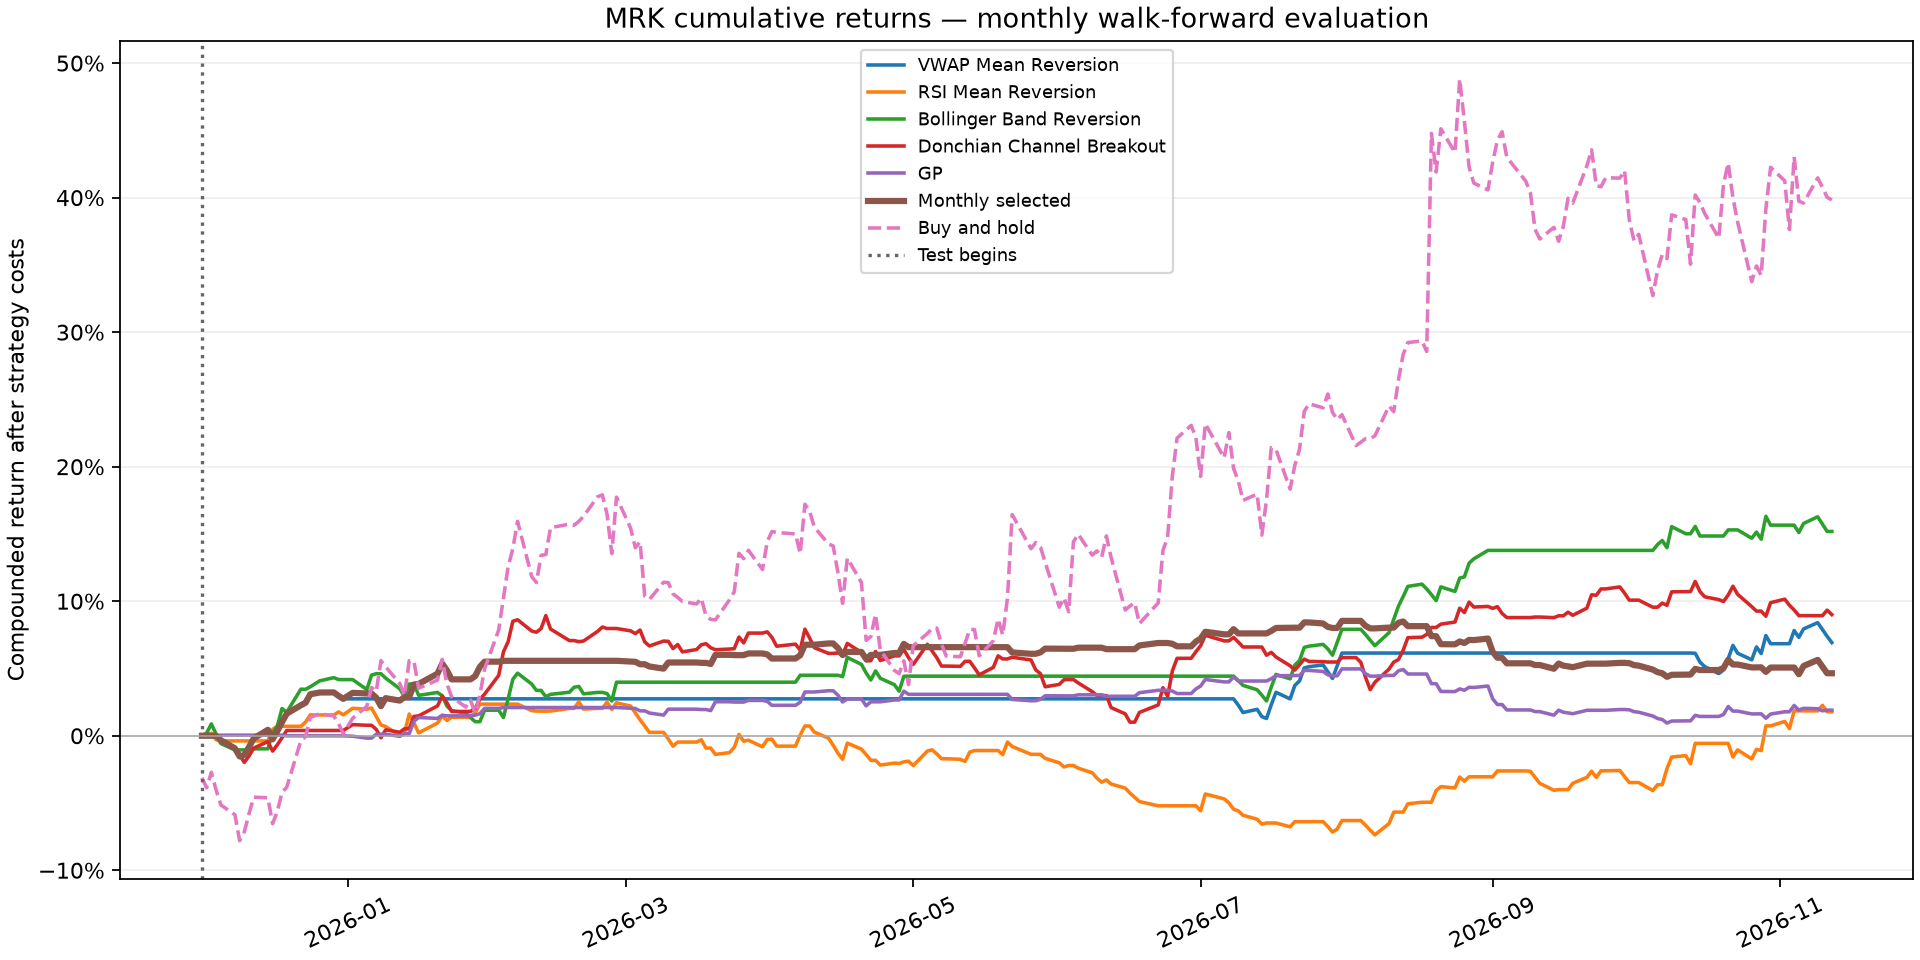 MRK cumulative returns — monthly walk-forward evaluation
Compounded return after strategy costs
50%
40%
30%
20%
10%
0%
−10%
VWAP Mean Reversion
RSI Mean Reversion
Bollinger Band Reversion
Donchian Channel Breakout
GP
Monthly selected
Buy and hold
Test begins
2026-01
2026-03
2026-05
2026-07
2026-09
2026-11